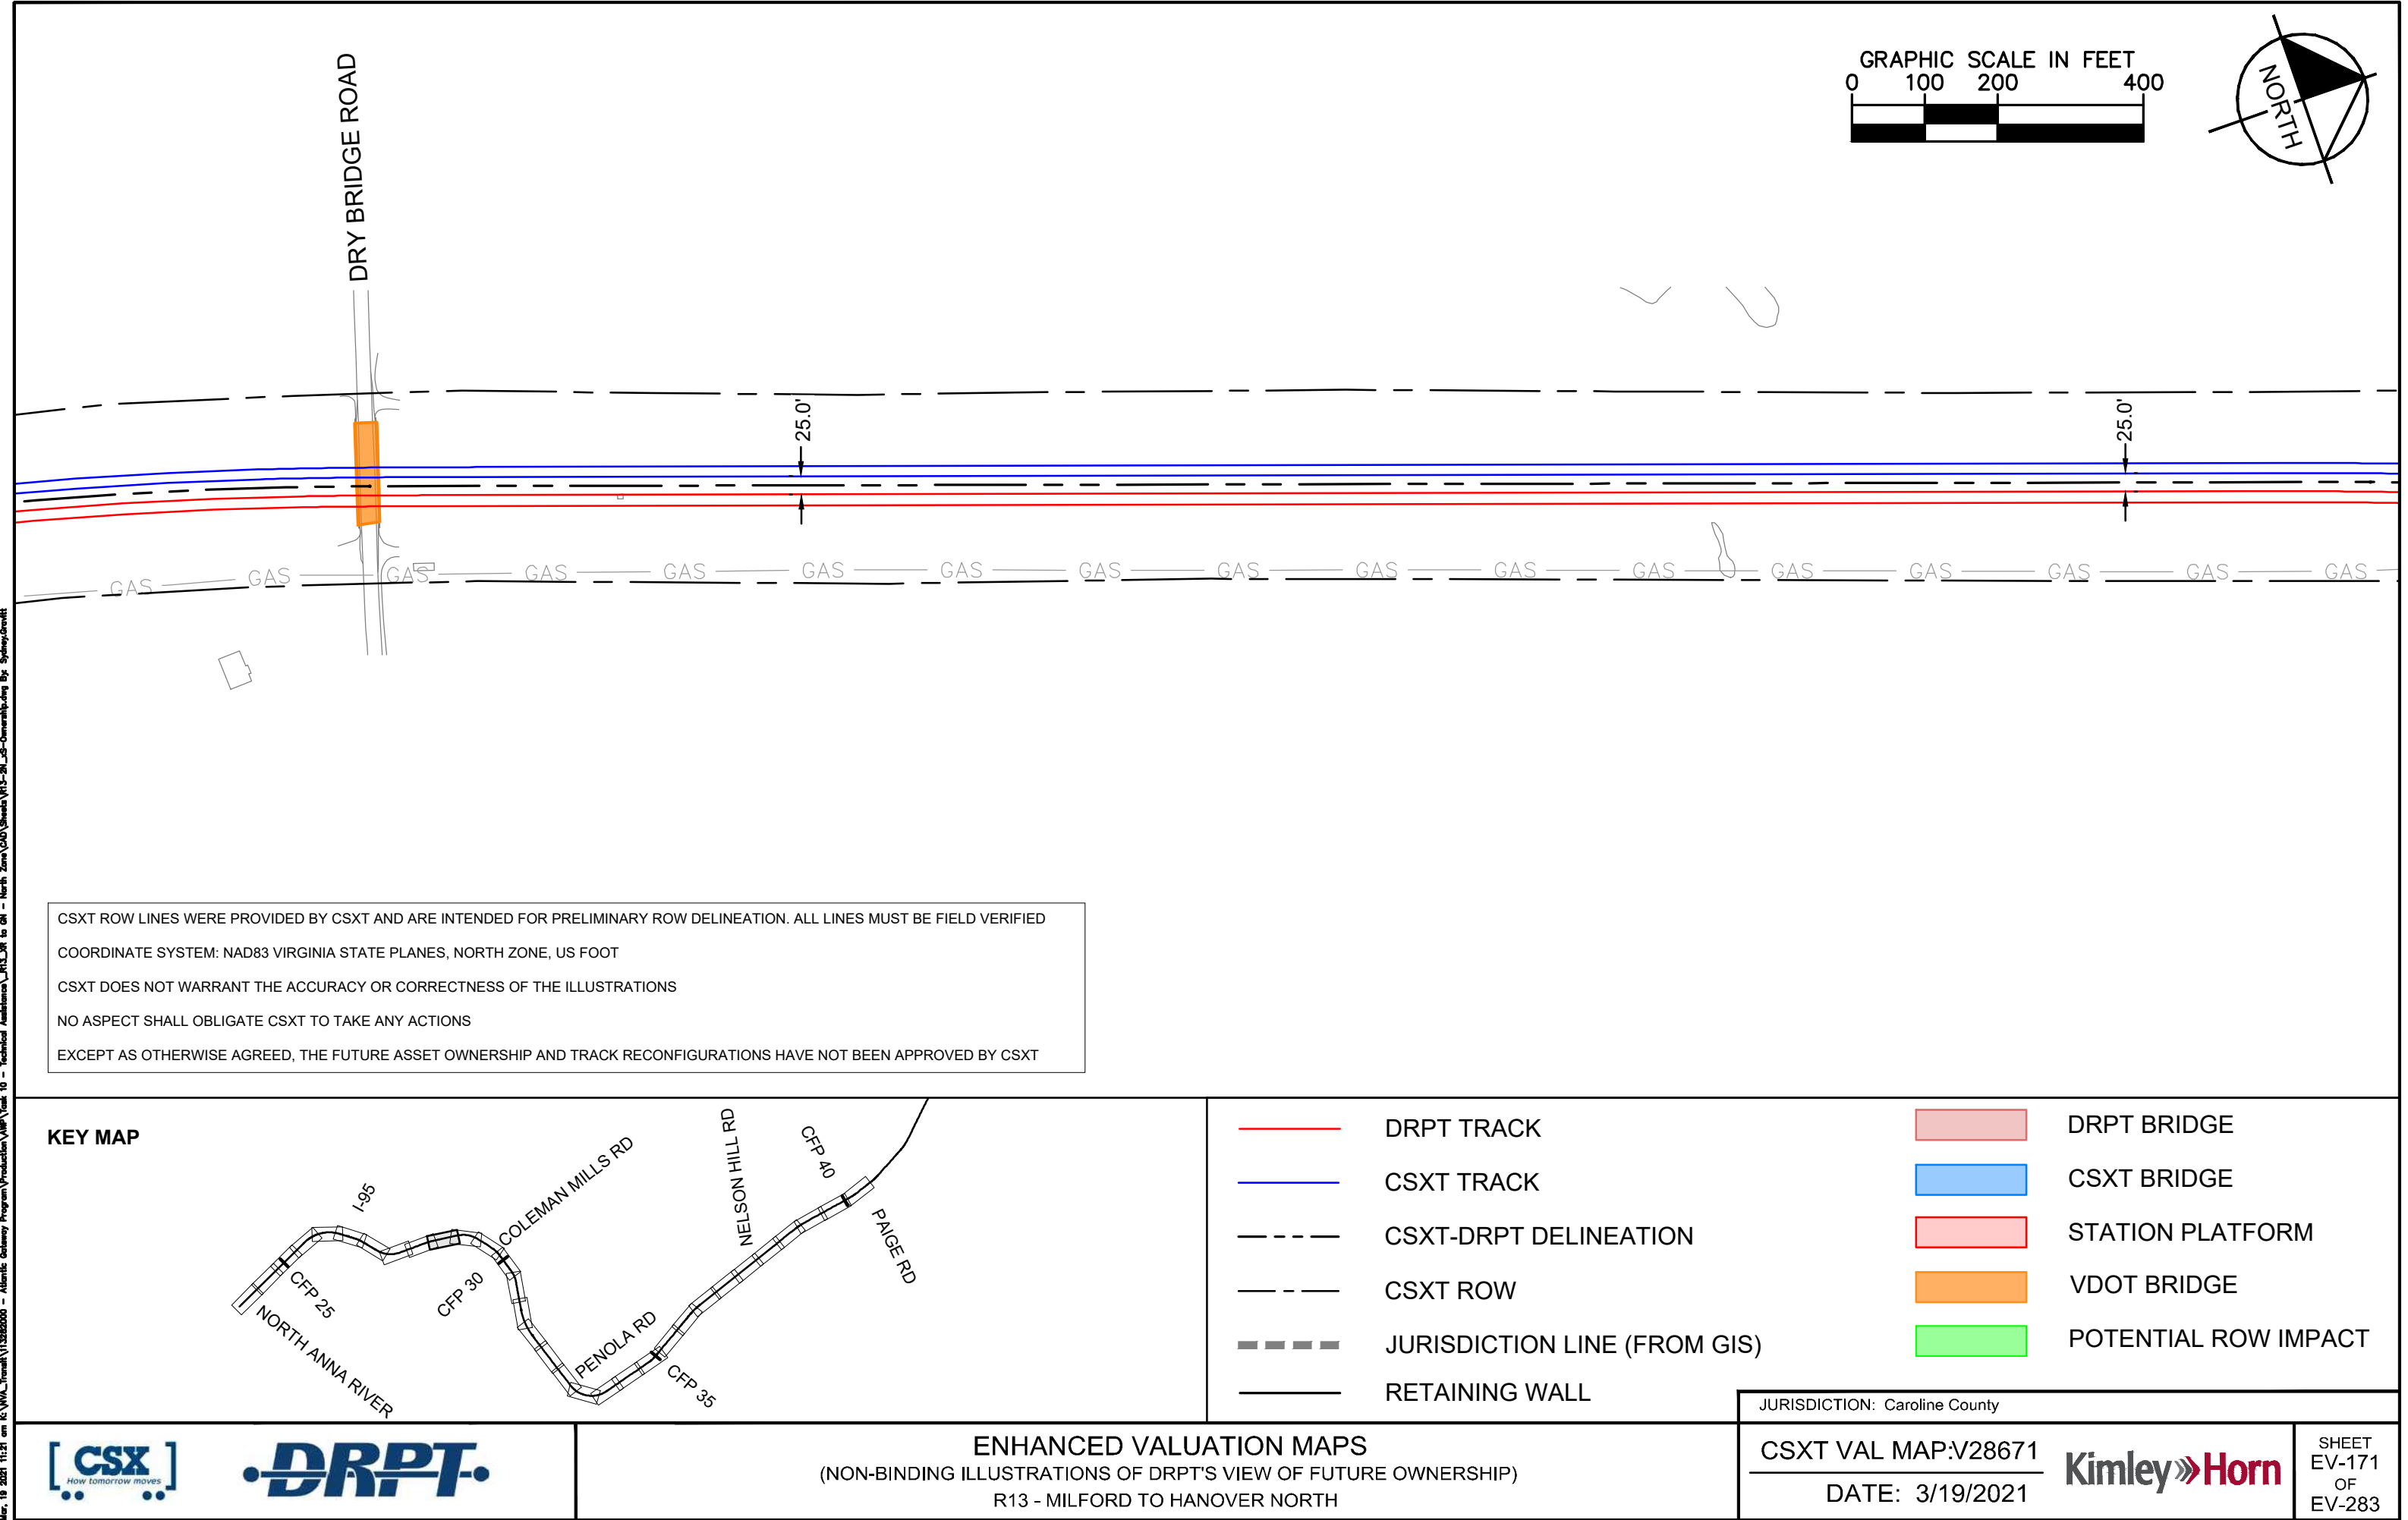 GRAPHIC SCALE IN FEET
0 100 200 400
NORTH
DRY BRIDGE ROAD
25.0'
25.0'
GAS GAS GAS GAS GAS GAS GAS GAS GAS GAS GAS GAS GAS GAS GAS GAS GAS
CSXT ROW LINES WERE PROVIDED BY CSXT AND ARE INTENDED FOR PRELIMINARY ROW DELINEATION. ALL LINES MUST BE FIELD VERIFIED
COORDINATE SYSTEM: NAD83 VIRGINIA STATE PLANES, NORTH ZONE, US FOOT
CSXT DOES NOT WARRANT THE ACCURACY OR CORRECTNESS OF THE ILLUSTRATIONS
NO ASPECT SHALL OBLIGATE CSXT TO TAKE ANY ACTIONS
EXCEPT AS OTHERWISE AGREED, THE FUTURE ASSET OWNERSHIP AND TRACK RECONFIGURATIONS HAVE NOT BEEN APPROVED BY CSXT
KEY MAP
NORTH ANNA RIVER
CFP 25
I-95
CFP 30
COLEMAN MILLS RD
PENOLA RD
CFP 35
NELSON HILL RD
CFP 40
PAIGE RD
DRPT TRACK
CSXT TRACK
CSXT-DRPT DELINEATION
CSXT ROW
JURISDICTION LINE (FROM GIS)
RETAINING WALL
DRPT BRIDGE
CSXT BRIDGE
STATION PLATFORM
VDOT BRIDGE
POTENTIAL ROW IMPACT
JURISDICTION: Caroline County
CSX
How tomorrow moves
DRPT
ENHANCED VALUATION MAPS
(NON-BINDING ILLUSTRATIONS OF DRPT'S VIEW OF FUTURE OWNERSHIP)
R13 - MILFORD TO HANOVER NORTH
CSXT VAL MAP:V28671
DATE: 3/19/2021
Kimley»Horn
SHEET
EV-171
OF
EV-283